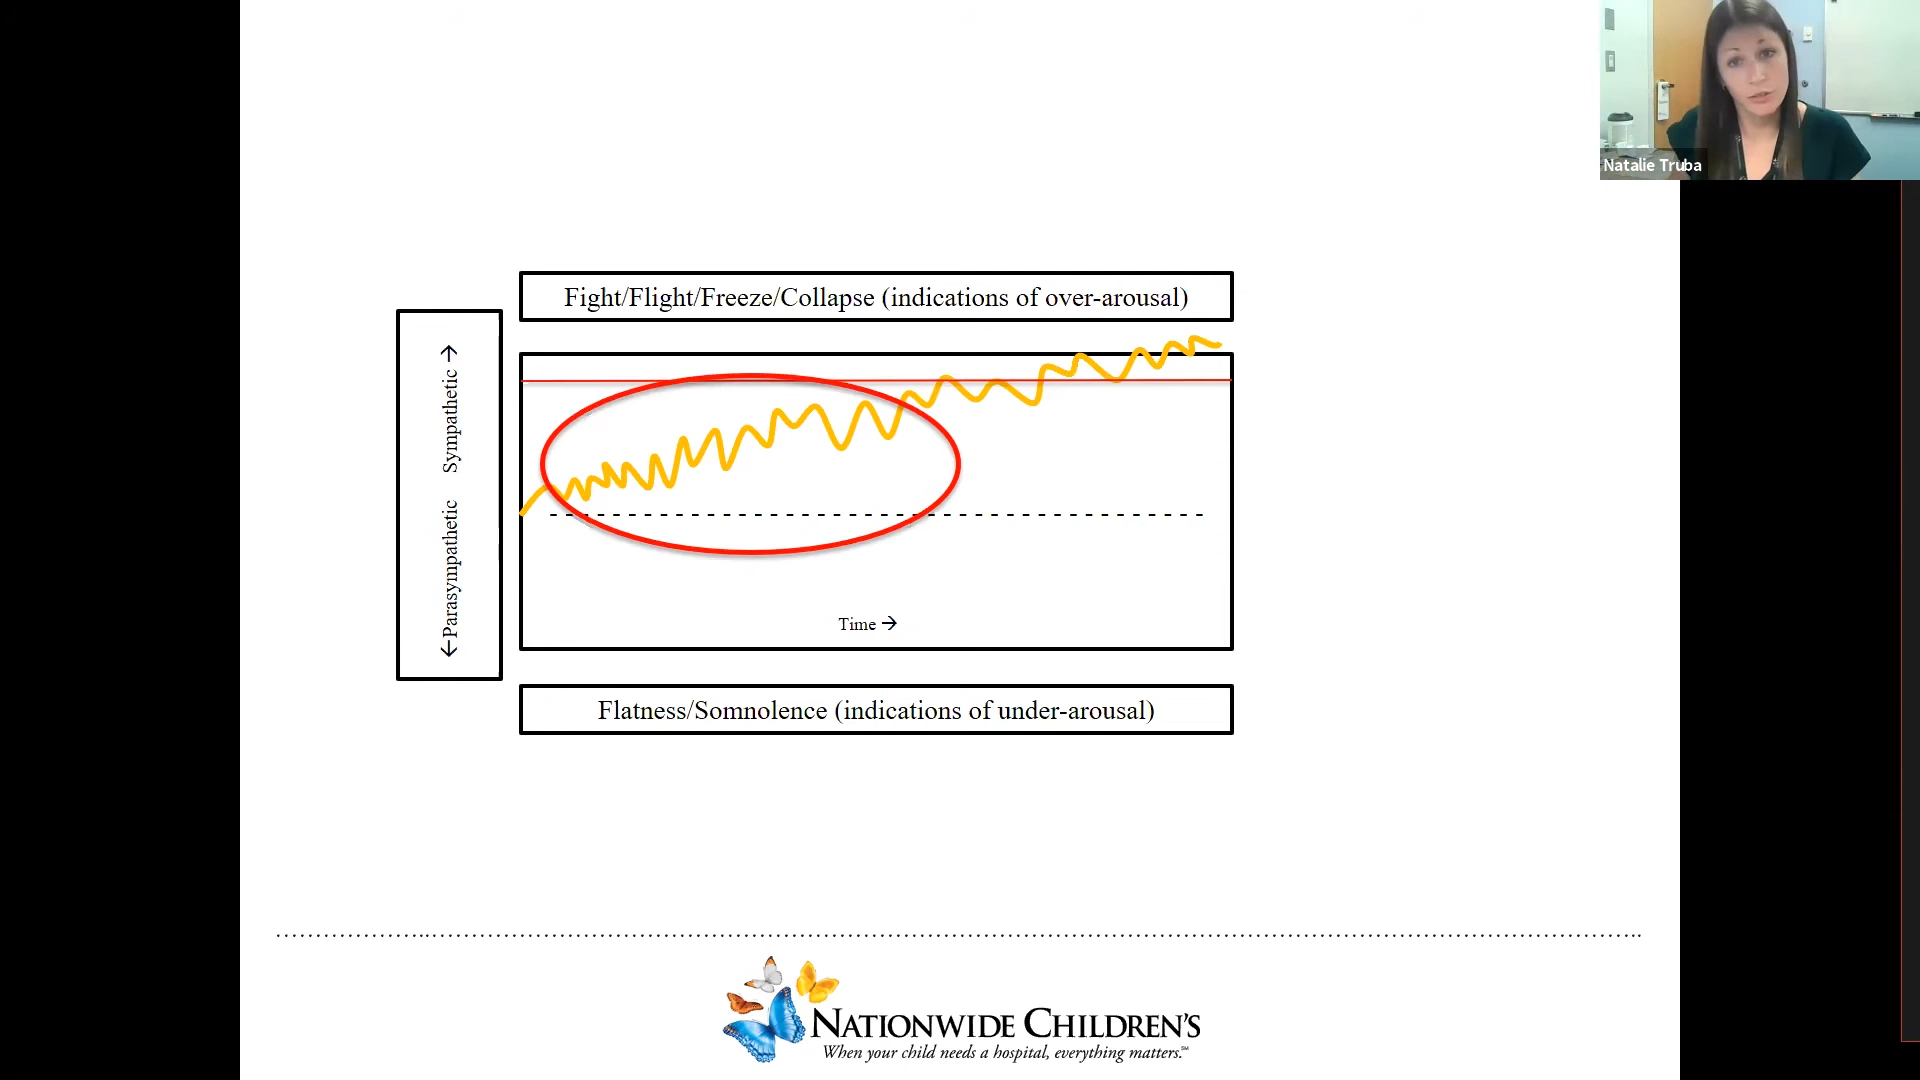 Natalie Truba
Fight/Flight/Freeze/Collapse (indications of over-arousal)
←Parasympathetic Sympathetic →
Time →
Flatness/Somnolence (indications of under-arousal)
NATIONWIDE CHILDREN'S
When your child needs a hospital, everything matters.℠